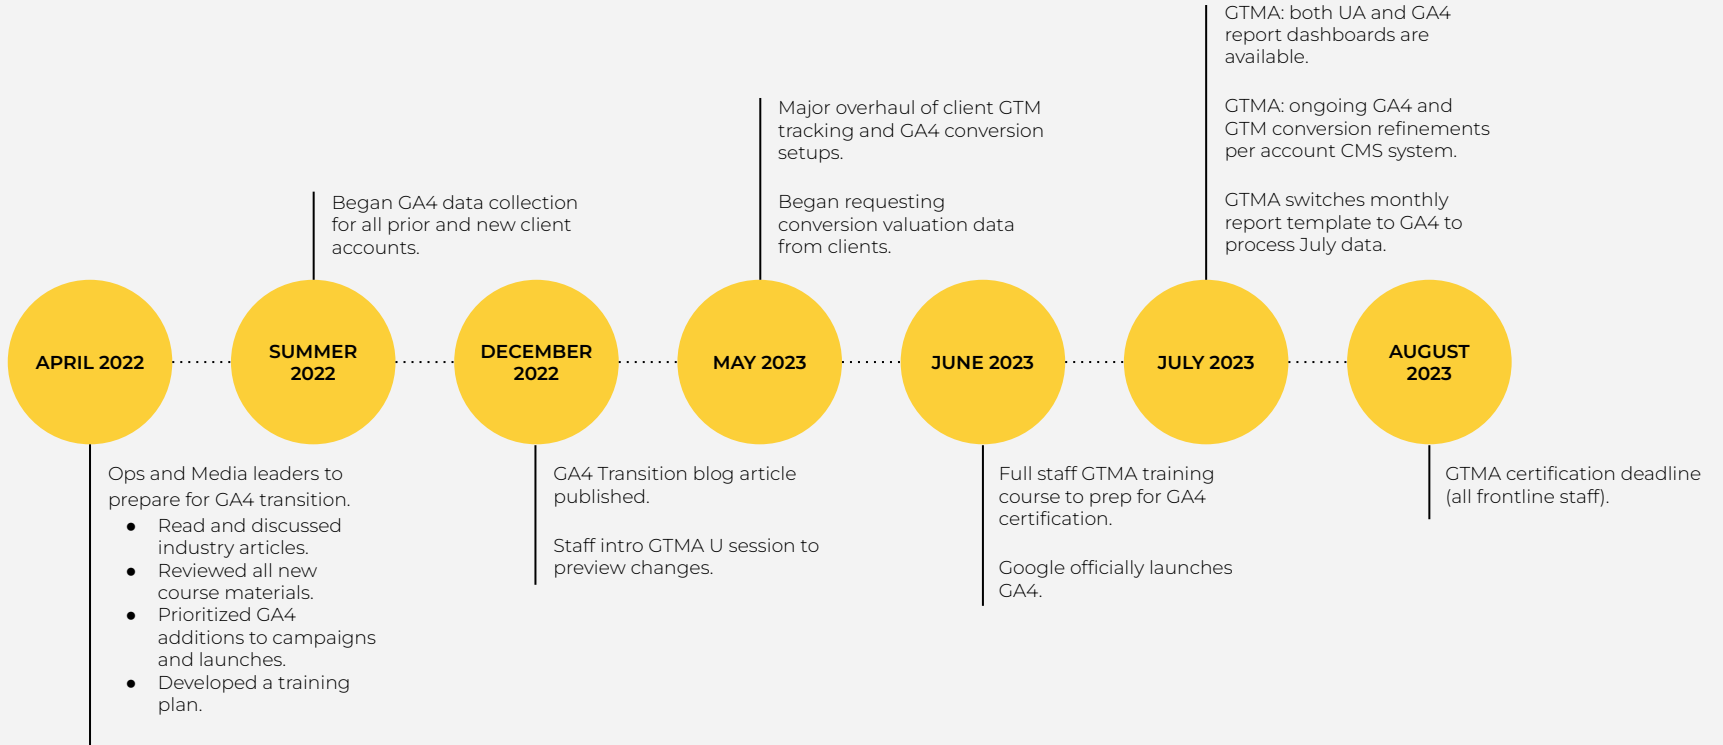 APRIL 2022
Ops and Media leaders to
prepare for GA4 transition.
● Read and discussed
industry articles.
● Reviewed all new
course materials.
● Prioritized GA4
additions to campaigns
and launches.
● Developed a training
plan.
SUMMER
2022
Began GA4 data collection
for all prior and new client
accounts.
DECEMBER
2022
GA4 Transition blog article
published.
Staff intro GTMA U session to
preview changes.
MAY 2023
Major overhaul of client GTM
tracking and GA4 conversion
setups.
Began requesting
conversion valuation data
from clients.
JUNE 2023
Full staff GTMA training
course to prep for GA4
certification.
Google officially launches
GA4.
JULY 2023
GTMA: both UA and GA4
report dashboards are
available.
GTMA: ongoing GA4 and
GTM conversion refinements
per account CMS system.
GTMA switches monthly
report template to GA4 to
process July data.
AUGUST
2023
GTMA certification deadline
(all frontline staff).